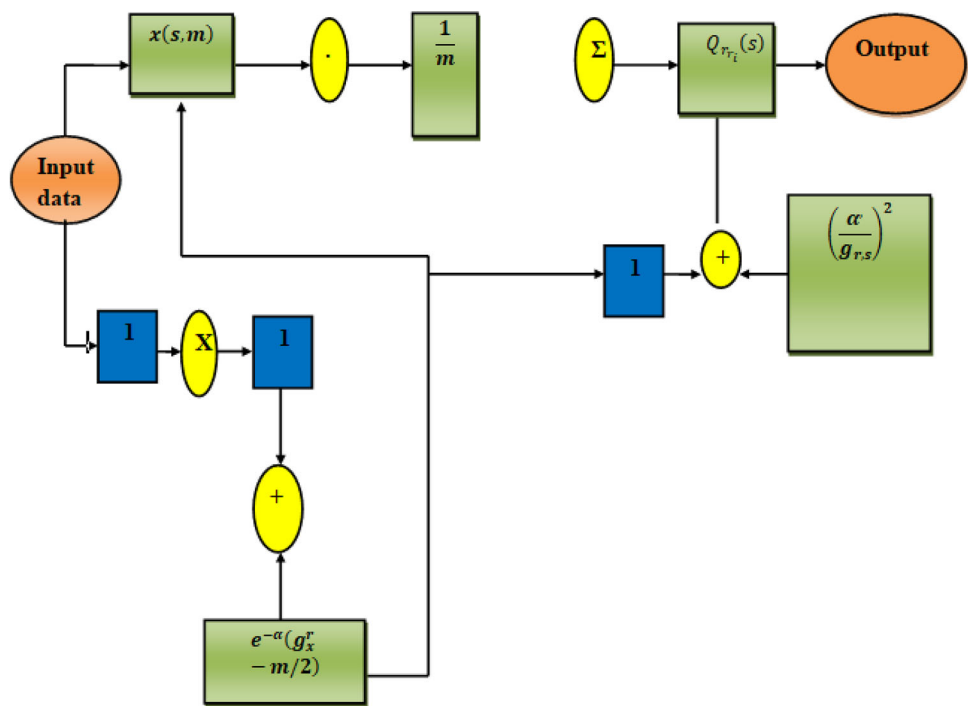 x(s,m)
·
1/m
Σ
Q_{r_{r_i}}(s)
Output
Input
data
1
X
1
+
(α/g_{r,s})^2
1
+
e^{-α}(g_x^r
− m/2)